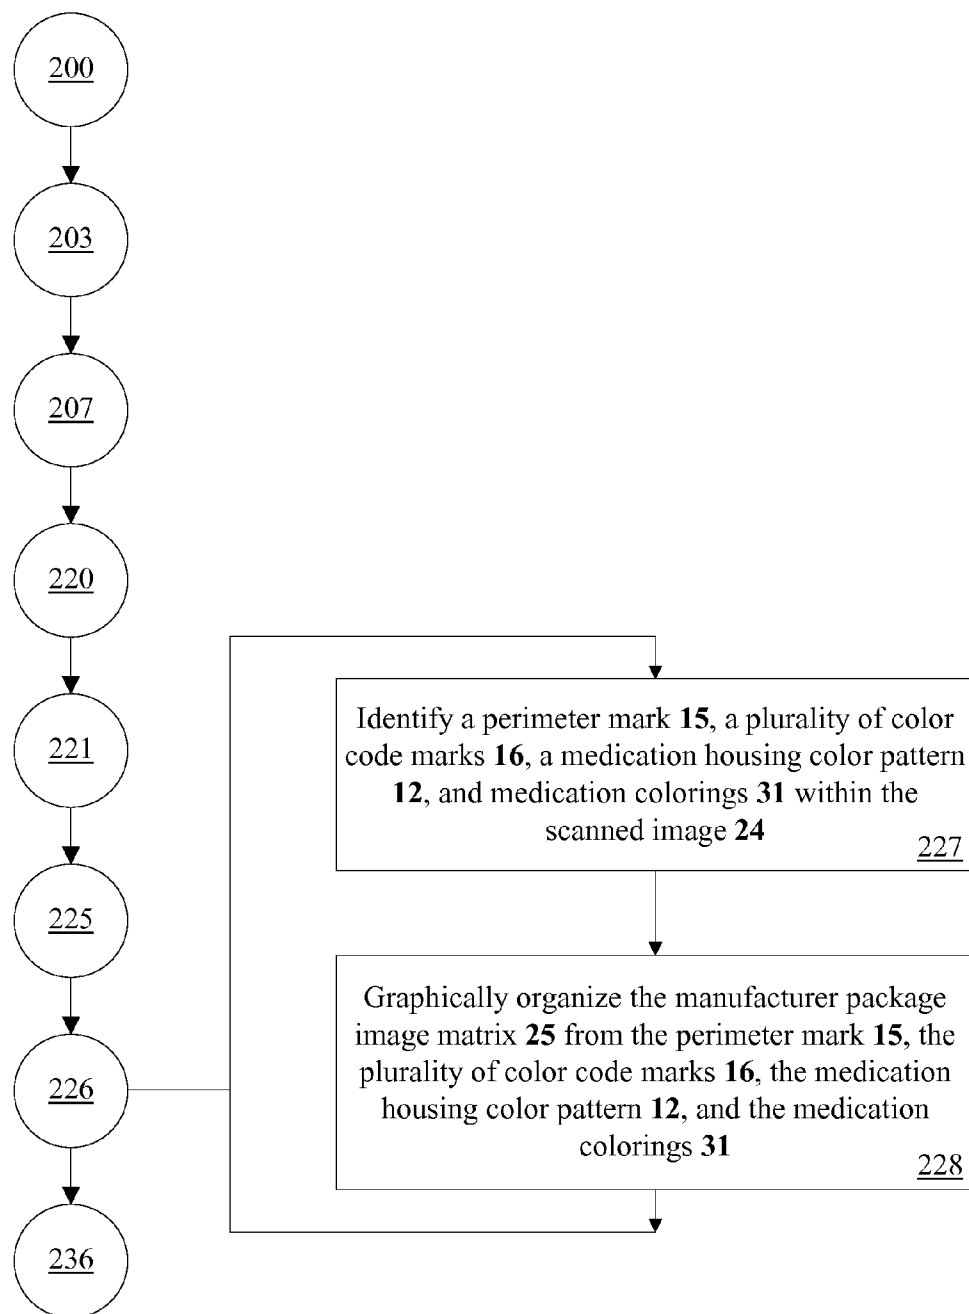 200
203
207
220
221
225
226
236
Identify a perimeter mark 15, a plurality of color
code marks 16, a medication housing color pattern
12, and medication colorings 31 within the
scanned image 24
227
Graphically organize the manufacturer package
image matrix 25 from the perimeter mark 15, the
plurality of color code marks 16, the medication
housing color pattern 12, and the medication
colorings 31
228